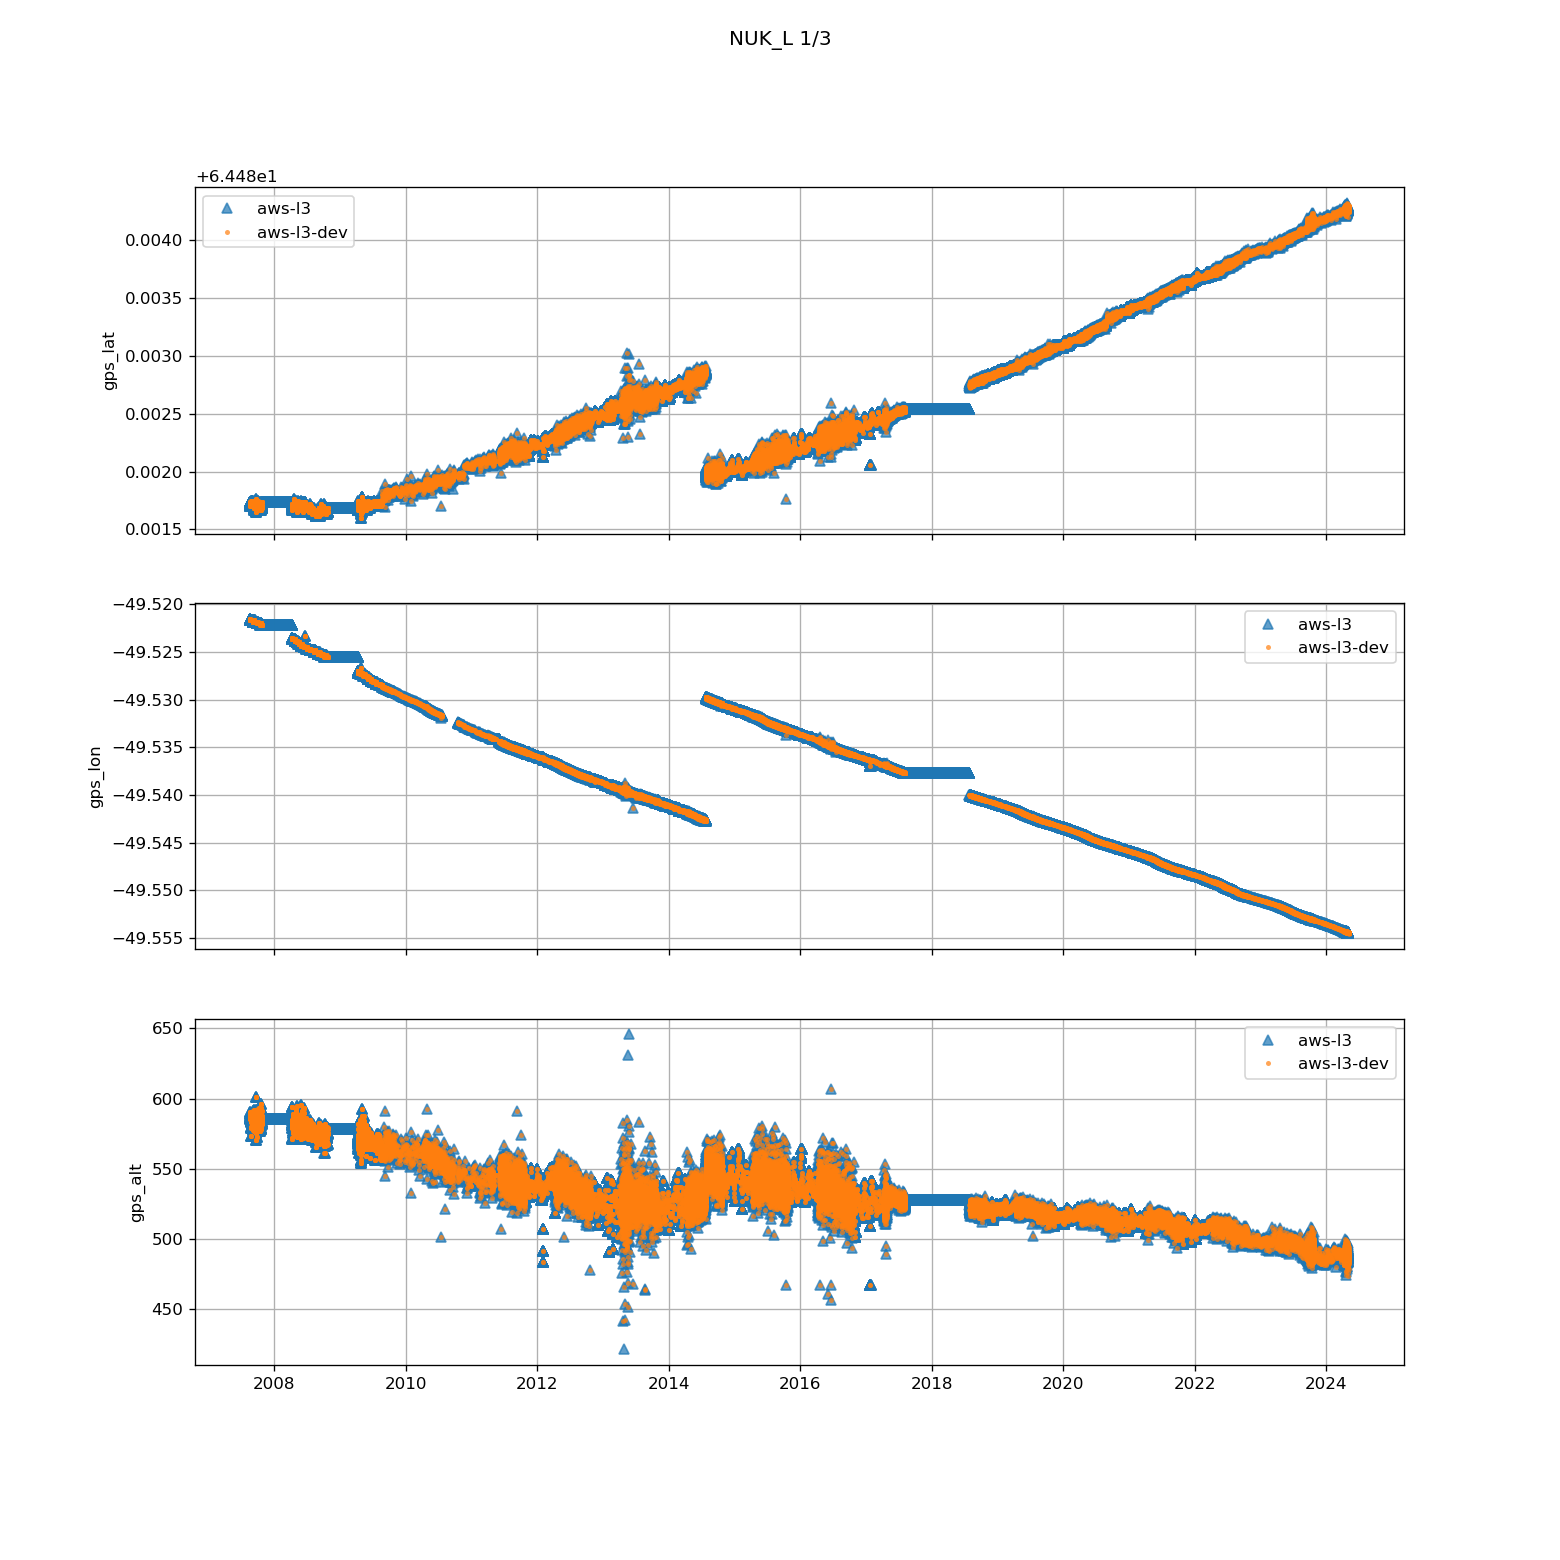 NUK_L 1/3
+6.448e1
aws-l3
aws-l3-dev
gps_lat
0.0040
0.0035
0.0030
0.0025
0.0020
0.0015
aws-l3
aws-l3-dev
gps_lon
−49.520
−49.525
−49.530
−49.535
−49.540
−49.545
−49.550
−49.555
aws-l3
aws-l3-dev
gps_alt
650
600
550
500
450
2008 2010 2012 2014 2016 2018 2020 2022 2024